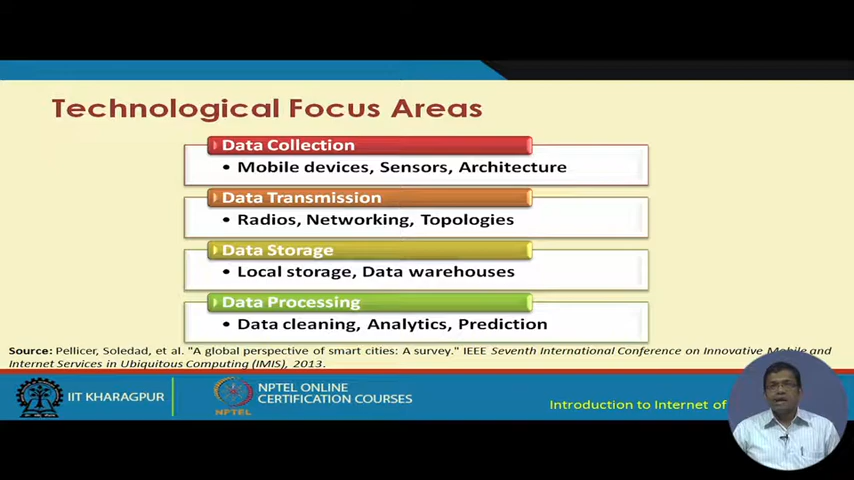 Technological Focus Areas
Data Collection
• Mobile devices, Sensors, Architecture
Data Transmission
• Radios, Networking, Topologies
Data Storage
• Local storage, Data warehouses
Data Processing
• Data cleaning, Analytics, Prediction
Source: Pellicer, Soledad, et al. "A global perspective of smart cities: A survey." IEEE Seventh International Conference on Innovative Mobile and
Internet Services in Ubiquitous Computing (IMIS), 2013.
IIT KHARAGPUR
NPTEL
NPTEL ONLINE
CERTIFICATION COURSES
Introduction to Internet of